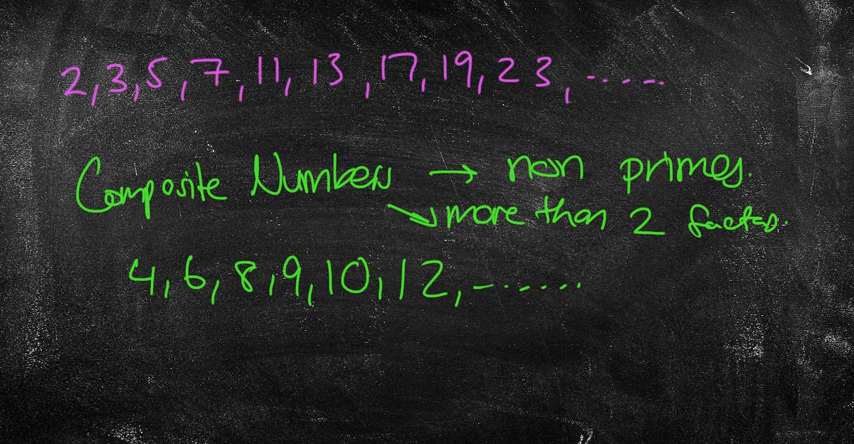 2, 3, 5, 7, 11, 13, 17, 19, 23, .....
Composite Numbers → non primes.
↘ more than 2 factors.
4, 6, 8, 9, 10, 12, .......